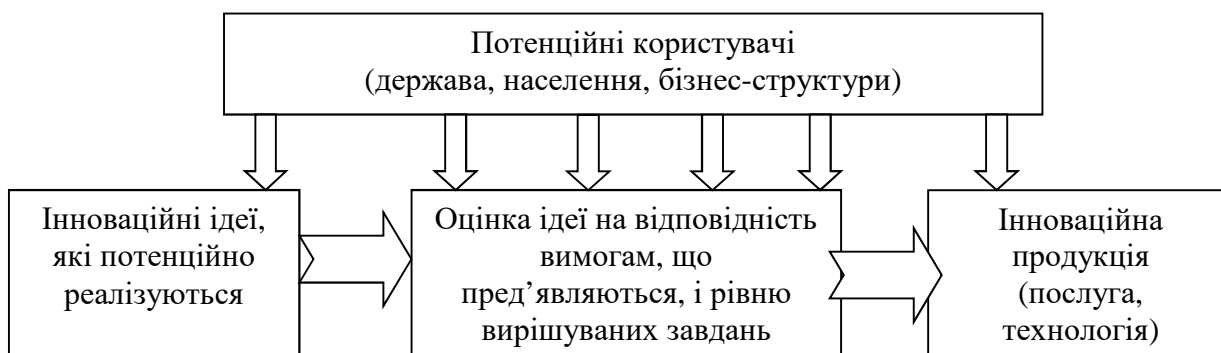 Потенційні користувачі
(держава, населення, бізнес-структури)
Інноваційні ідеї,
які потенційно
реалізуються
Оцінка ідеї на відповідність
вимогам, що
пред’являються, і рівню
вирішуваних завдань
Інноваційна
продукція
(послуга,
технологія)